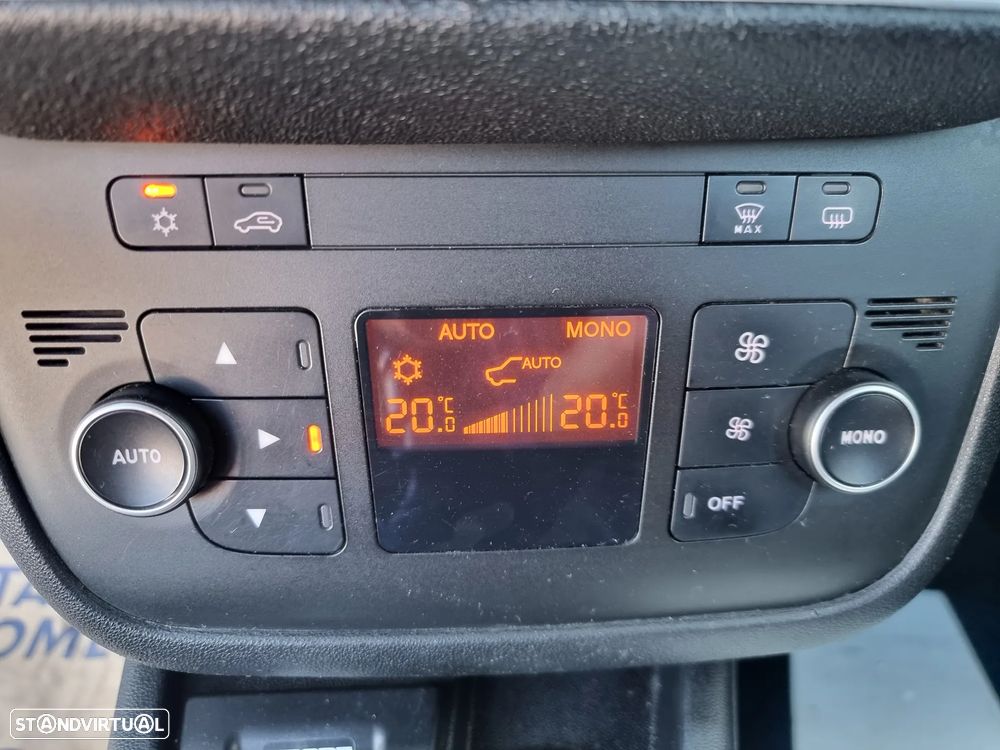 MAX
AUTO MONO
AUTO
20.0°C 20.0°C
AUTO
MONO
OFF
STANDVIRTUAL